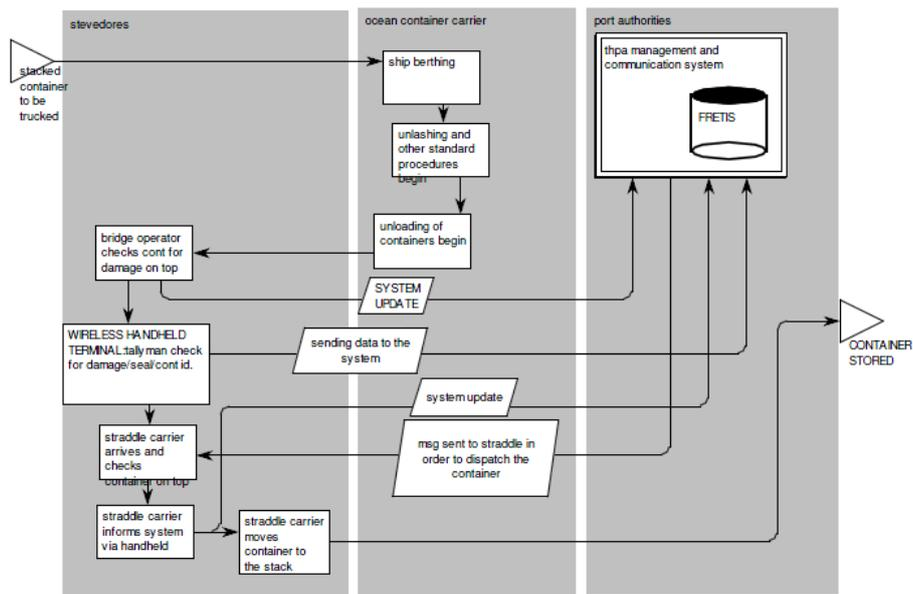 stevedores
ocean container carrier
port authorities
stacked
container
to be
trucked
ship berthing
thpa management and
communication system
FRETIS
unlashing and
other standard
procedures
begin
unloading of
containers begin
bridge operator
checks cont for
damage on top
SYSTEM
UPDATE
WIRELESS HANDHELD
TERMINAL:tallyman check
for damage/seal/cont id.
sending data to the
system
CONTAINER
STORED
system update
straddle carrier
arrives and
checks
container on top
msg sent to straddle in
order to dispatch the
container
straddle carrier
informs system
via handheld
straddle carrier
moves
container to
the stack